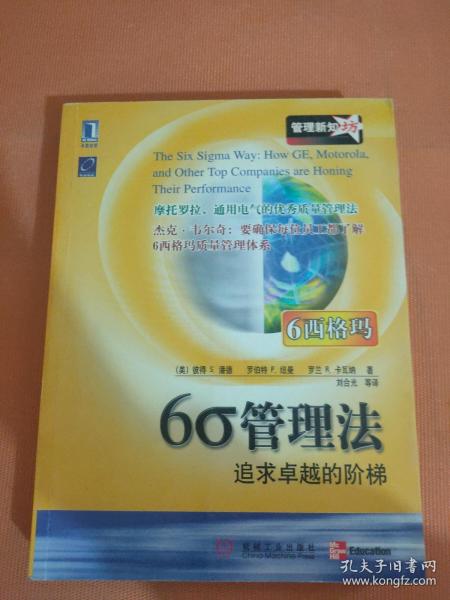 管理新知坊
The Six Sigma Way: How GE, Motorola,
and Other Top Companies are Honing
Their Performance
摩托罗拉、通用电气的优秀质量管理法
杰克·韦尔奇：要确保每位员工都了解
6西格玛质量管理体系
6西格玛
(美) 彼得 S. 潘德 罗伯特 P. 纽曼 罗兰 R. 卡瓦纳 著
刘合光 等译
6σ管理法
追求卓越的阶梯
机械工业出版社
China Machine Press
Mc
Graw
Hill
Education
孔夫子旧书网
www.kongfz.com